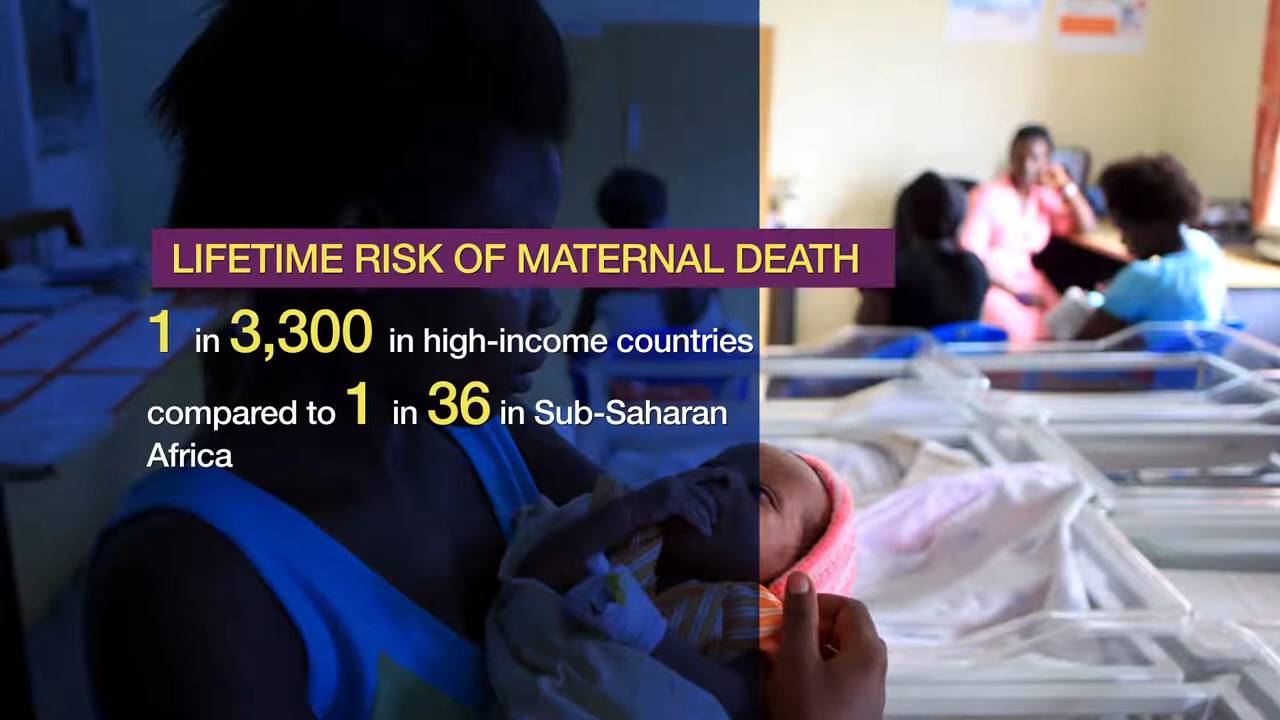 LIFETIME RISK OF MATERNAL DEATH
1 in 3,300 in high-income countries
compared to 1 in 36 in Sub-Saharan
Africa